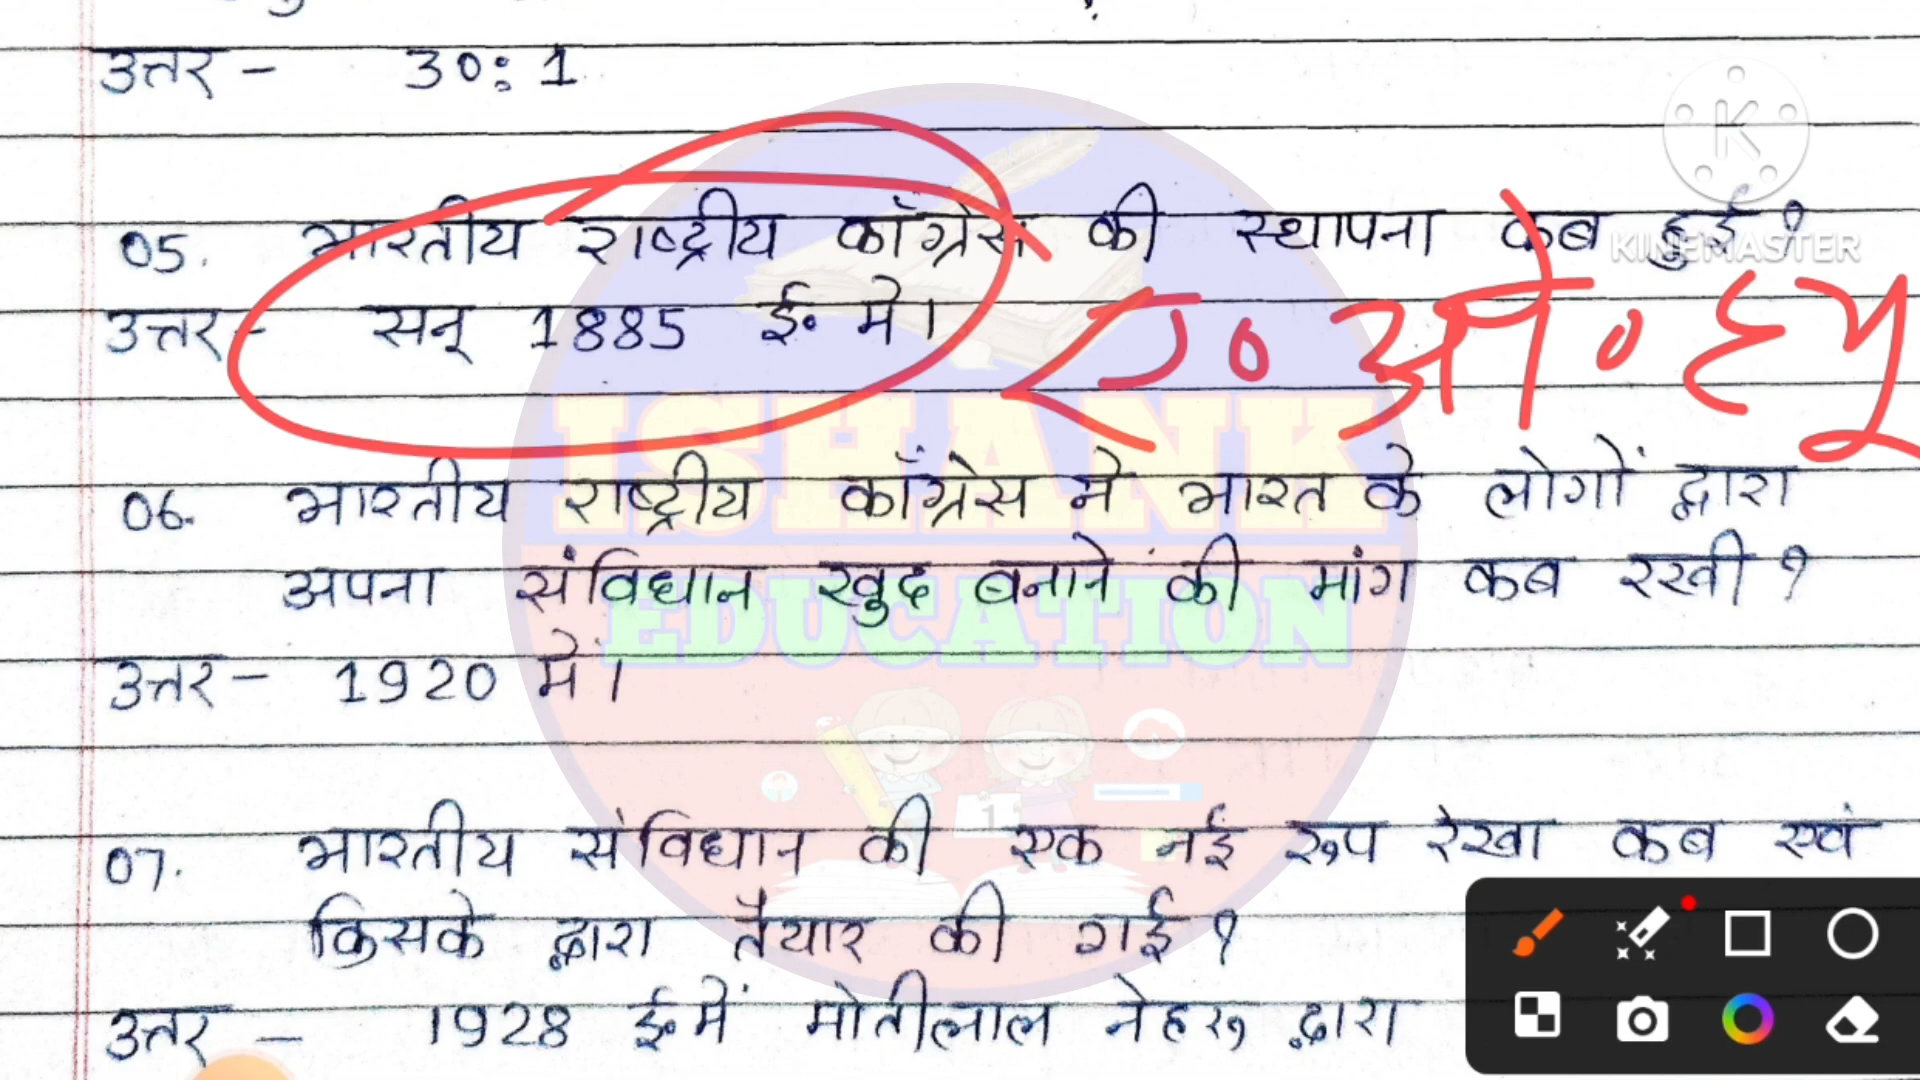 उत्तर - 30:1
05. भारतीय राष्ट्रीय काँग्रेस की स्थापना कब हुई?
KINEMASTER
उत्तर - सन् 1885 ई० मे।
06. भारतीय राष्ट्रीय काँग्रेस ने भारत के लोगों द्वारा
अपना संविधान खुद बनाने की मांग कब रखी?
ISHANK
EDUCATION
उत्तर - 1920 में।
07. भारतीय संविधान की एक नई रूप रेखा कब एवं
किसके द्वारा तैयार की गई?
उत्तर - 1928 ई० में मोतीलाल नेहरू द्वारा